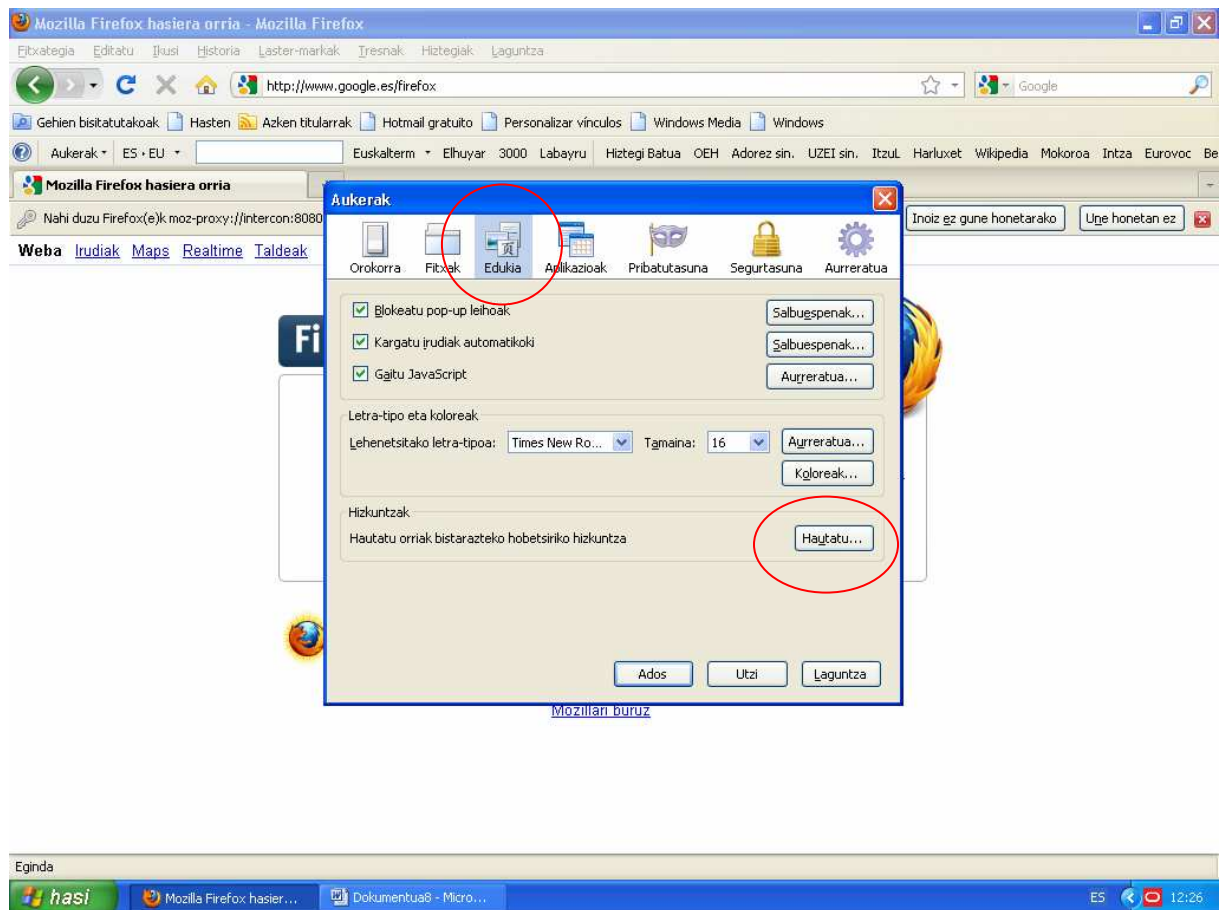 Mozilla Firefox hasiera orria - Mozilla Firefox
Fitxategia Editatu Ikusi Historia Laster-markak Tresnak Hiztegiak Laguntza
http://www.google.es/firefox Google
Gehien bisitatutakoak Hasten Azken titularrak Hotmail gratuito Personalizar vínculos Windows Media Windows
Aukerak ES EU Euskalterm Elhuyar 3000 Labayru Hiztegi Batua OEH Adorez sin. UZEI sin. ItzuL Harluxet Wikipedia Mokoroa Intza Eurovoc Be
Mozilla Firefox hasiera orria
Nahi duzu Firefox(e)k moz-proxy://intercon:8080 Inoiz ez gune honetarako Une honetan ez
Weba Irudiak Maps Realtime Taldeak
Fi
Aukerak
Orokorra Fitxak Edukia Aplikazioak Pribatutasuna Segurtasuna Aurreratua
Blokeatu pop-up leihoak Salbuespenak...
Kargatu irudiak automatikoki Salbuespenak...
Gaitu JavaScript Aurreratua...
Letra-tipo eta koloreak
Lehenetsitako letra-tipoa: Times New Ro... Tamaina: 16 Aurreratua...
Koloreak...
Hizkuntzak
Hautatu orriak bistarazteko hobetsiriko hizkuntza Hautatu...
Ados Utzi Laguntza
Mozillari buruz
Eginda
hasi Mozilla Firefox hasier... Dokumentua8 - Micro... ES 12:26